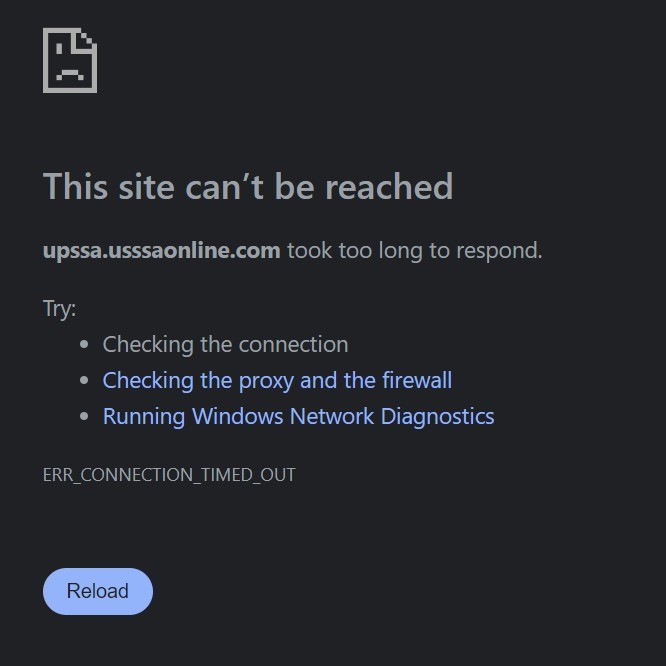 This site can’t be reached
upssa.usssaonline.com took too long to respond.
Try:
Checking the connection
Checking the proxy and the firewall
Running Windows Network Diagnostics
ERR_CONNECTION_TIMED_OUT
Reload